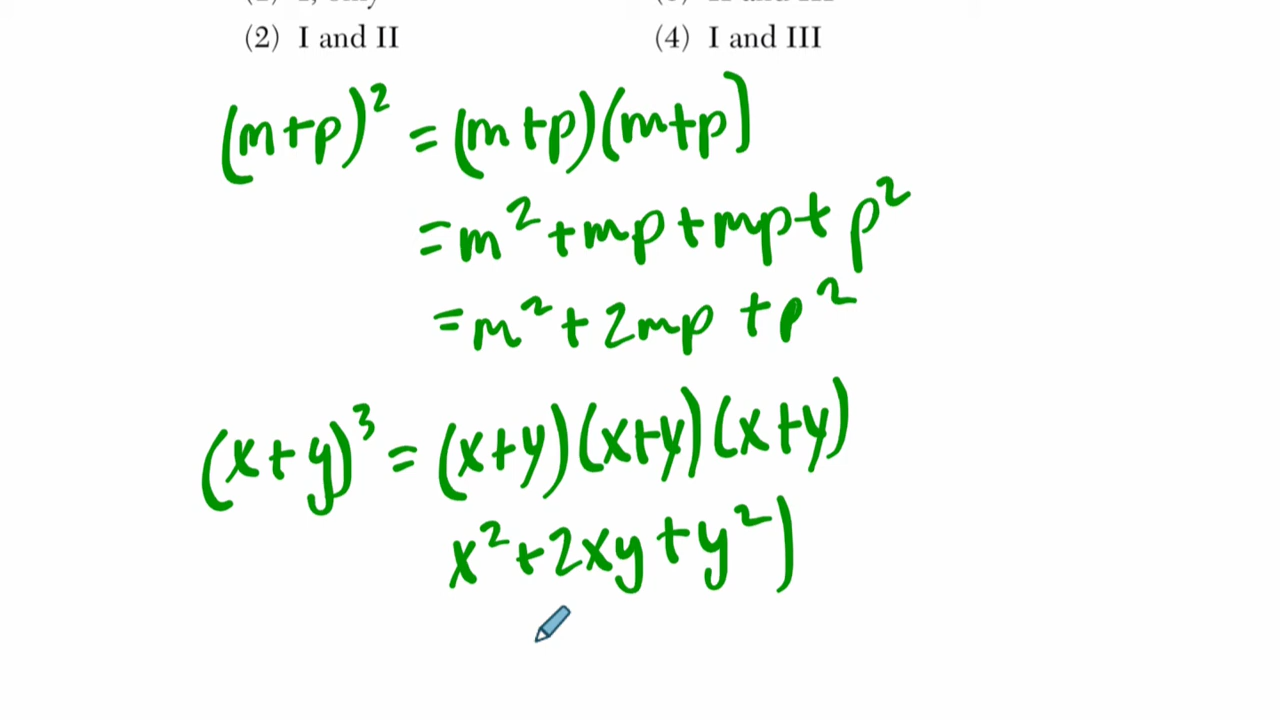 (2) I and II (4) I and III
(m+p)² = (m+p)(m+p)
= m² + mp + mp + p²
= m² + 2mp + p²
(x+y)³ = (x+y)(x+y)(x+y)
x² + 2xy + y²)